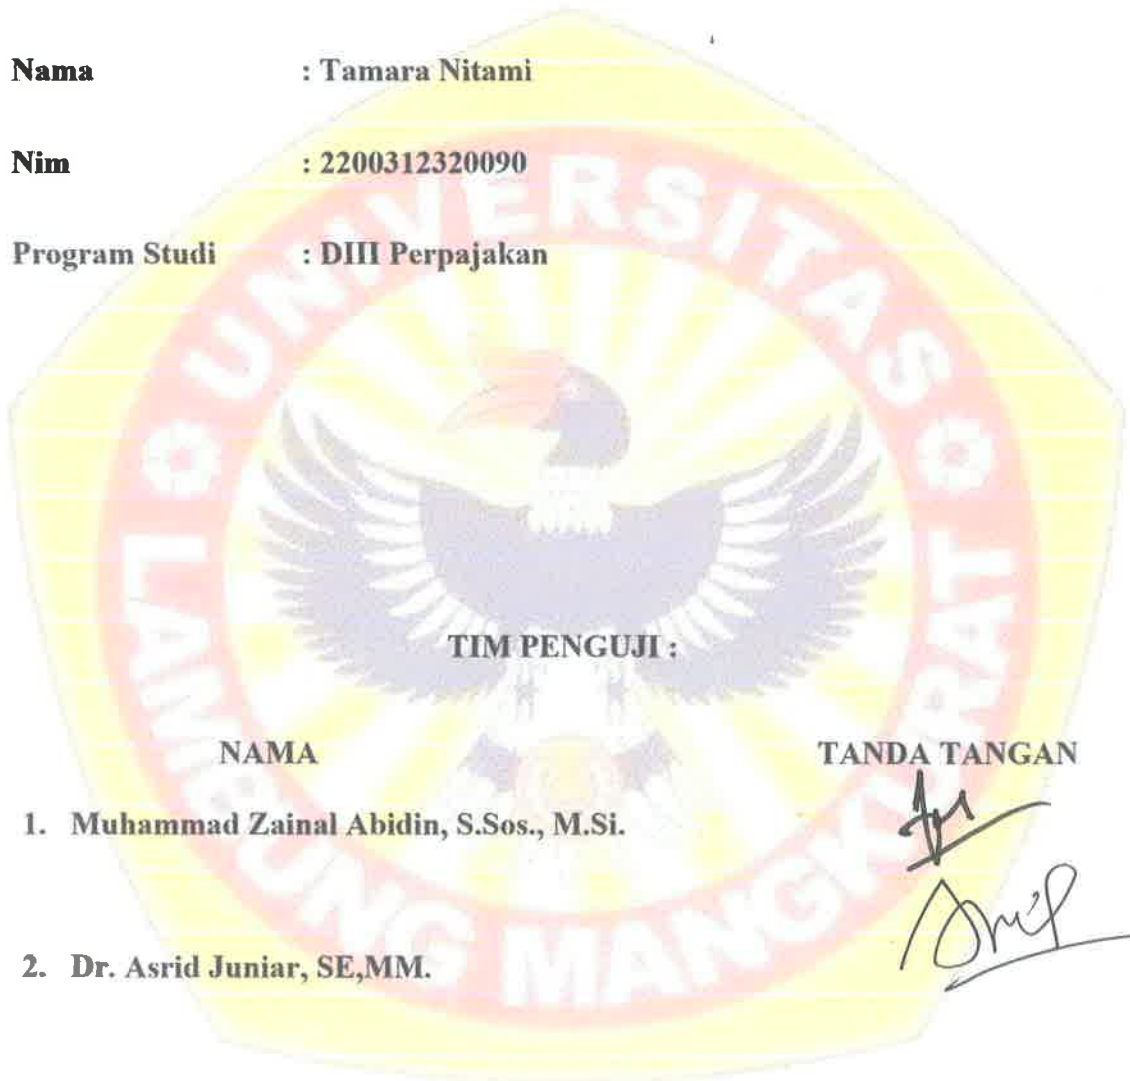 Nama : Tamara Nitami
Nim : 2200312320090
Program Studi : DIII Perpajakan
UNIVERSITAS
LAMBUNG MANGKURAT
TIM PENGUJI :
NAMA TANDA TANGAN
1. Muhammad Zainal Abidin, S.Sos., M.Si.
2. Dr. Asrid Juniar, SE,MM.